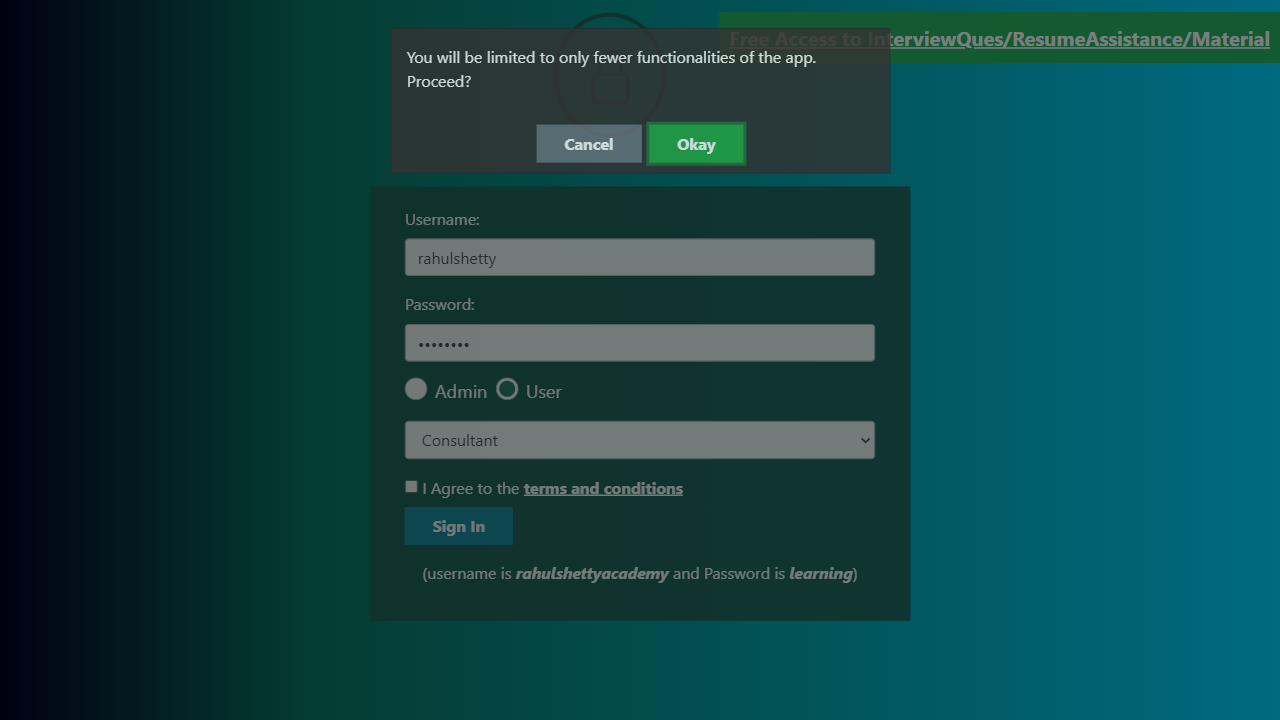 Free Access to InterviewQues/ResumeAssistance/Material
You will be limited to only fewer functionalities of the app.
Proceed?
Cancel Okay
Username:
rahulshetty
Password:
••••••••
Admin User
Consultant
I Agree to the terms and conditions
Sign In
(username is rahulshettyacademy and Password is learning)